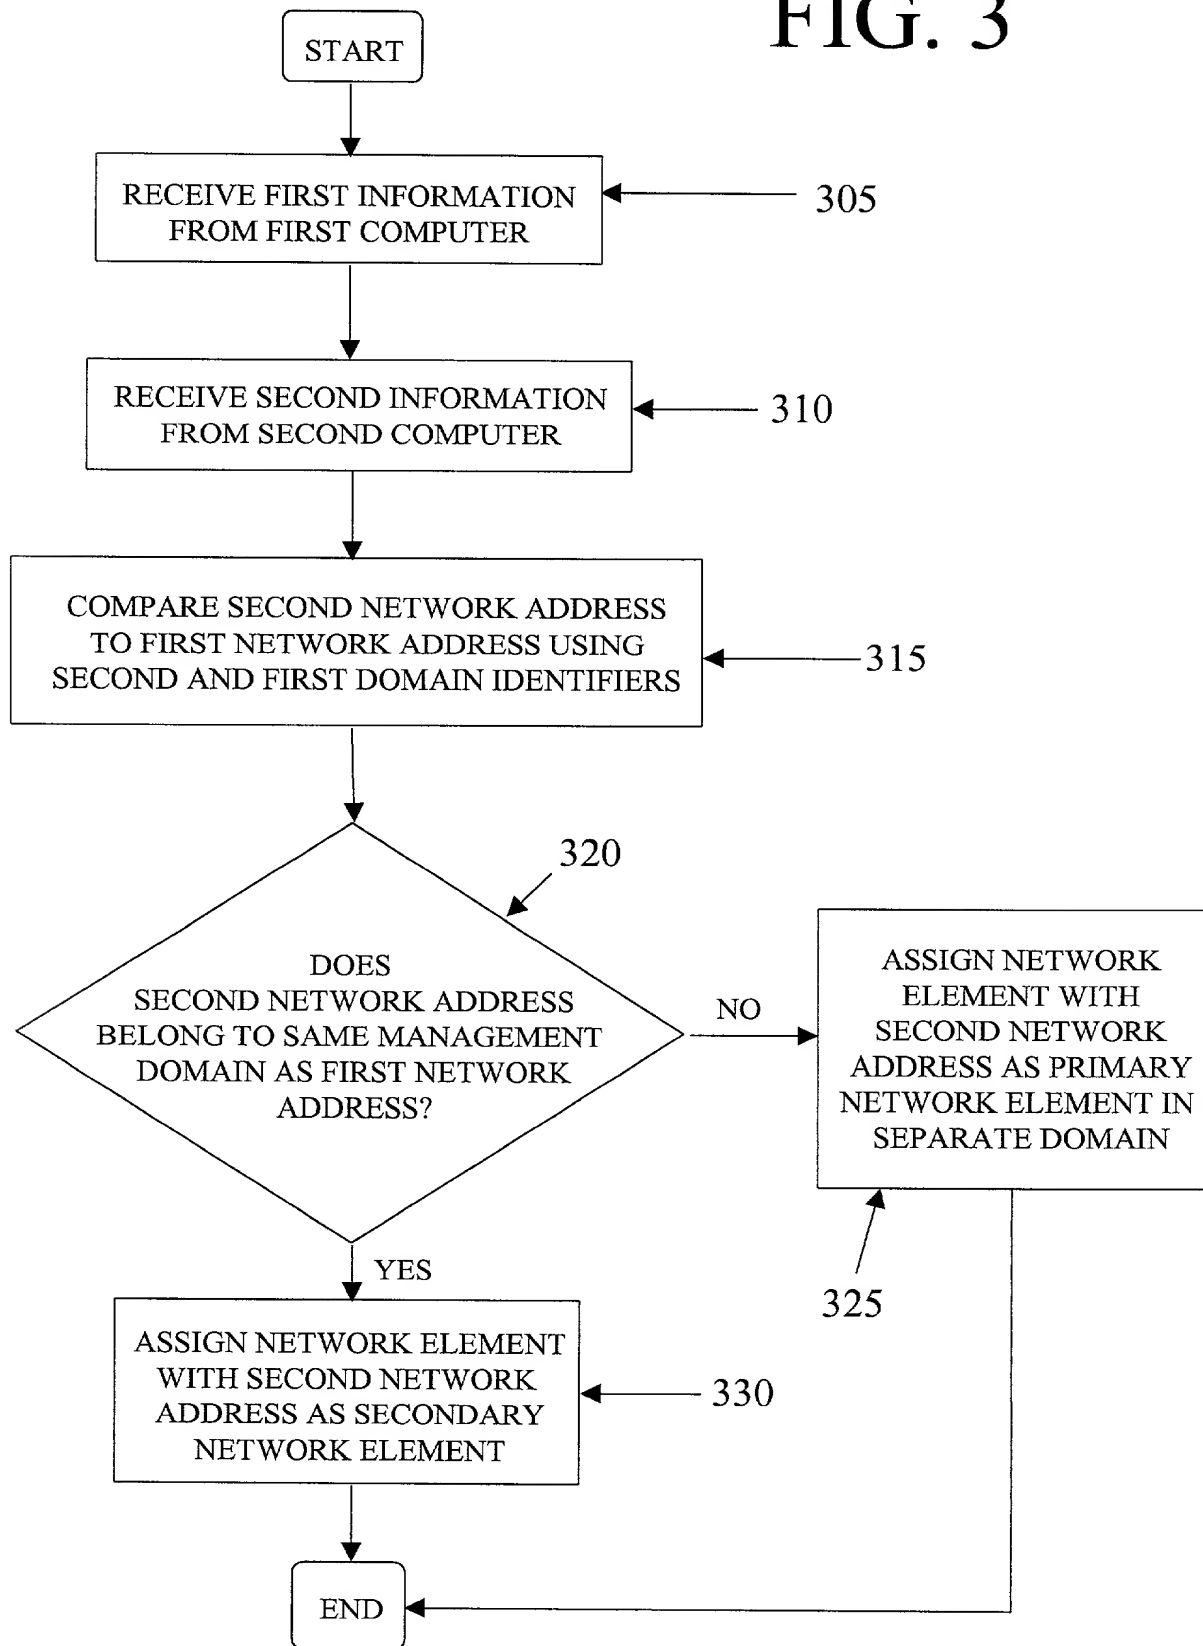 FIG. 3
START
RECEIVE FIRST INFORMATION
FROM FIRST COMPUTER
305
RECEIVE SECOND INFORMATION
FROM SECOND COMPUTER
310
COMPARE SECOND NETWORK ADDRESS
TO FIRST NETWORK ADDRESS USING
SECOND AND FIRST DOMAIN IDENTIFIERS
315
320
DOES
SECOND NETWORK ADDRESS
BELONG TO SAME MANAGEMENT
DOMAIN AS FIRST NETWORK
ADDRESS?
NO
ASSIGN NETWORK
ELEMENT WITH
SECOND NETWORK
ADDRESS AS PRIMARY
NETWORK ELEMENT IN
SEPARATE DOMAIN
325
YES
ASSIGN NETWORK ELEMENT
WITH SECOND NETWORK
ADDRESS AS SECONDARY
NETWORK ELEMENT
330
END